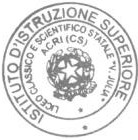 ISTITUTO D'ISTRUZIONE SUPERIORE
LICEO CLASSICO E SCIENTIFICO STATALE "V. JULIA"
ACRI (CS)